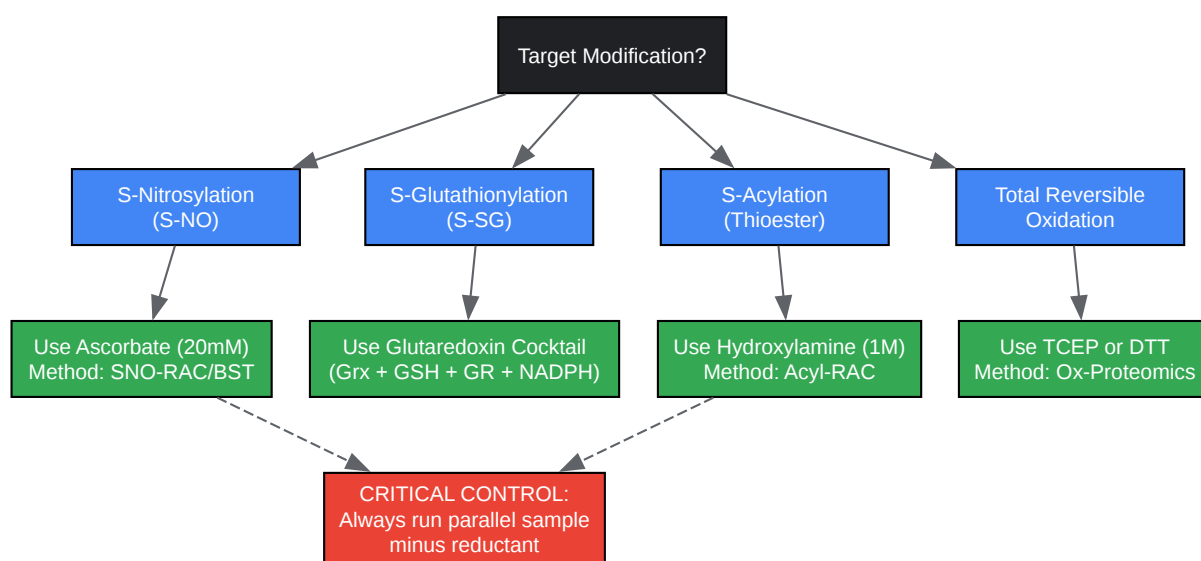 Target Modification?
S-Nitrosylation
(S-NO)
S-Glutathionylation
(S-SG)
S-Acylation
(Thioester)
Total Reversible
Oxidation
Use Ascorbate (20mM)
Method: SNO-RAC/BST
Use Glutaredoxin Cocktail
(Grx + GSH + GR + NADPH)
Use Hydroxylamine (1M)
Method: Acyl-RAC
Use TCEP or DTT
Method: Ox-Proteomics
CRITICAL CONTROL:
Always run parallel sample
minus reductant